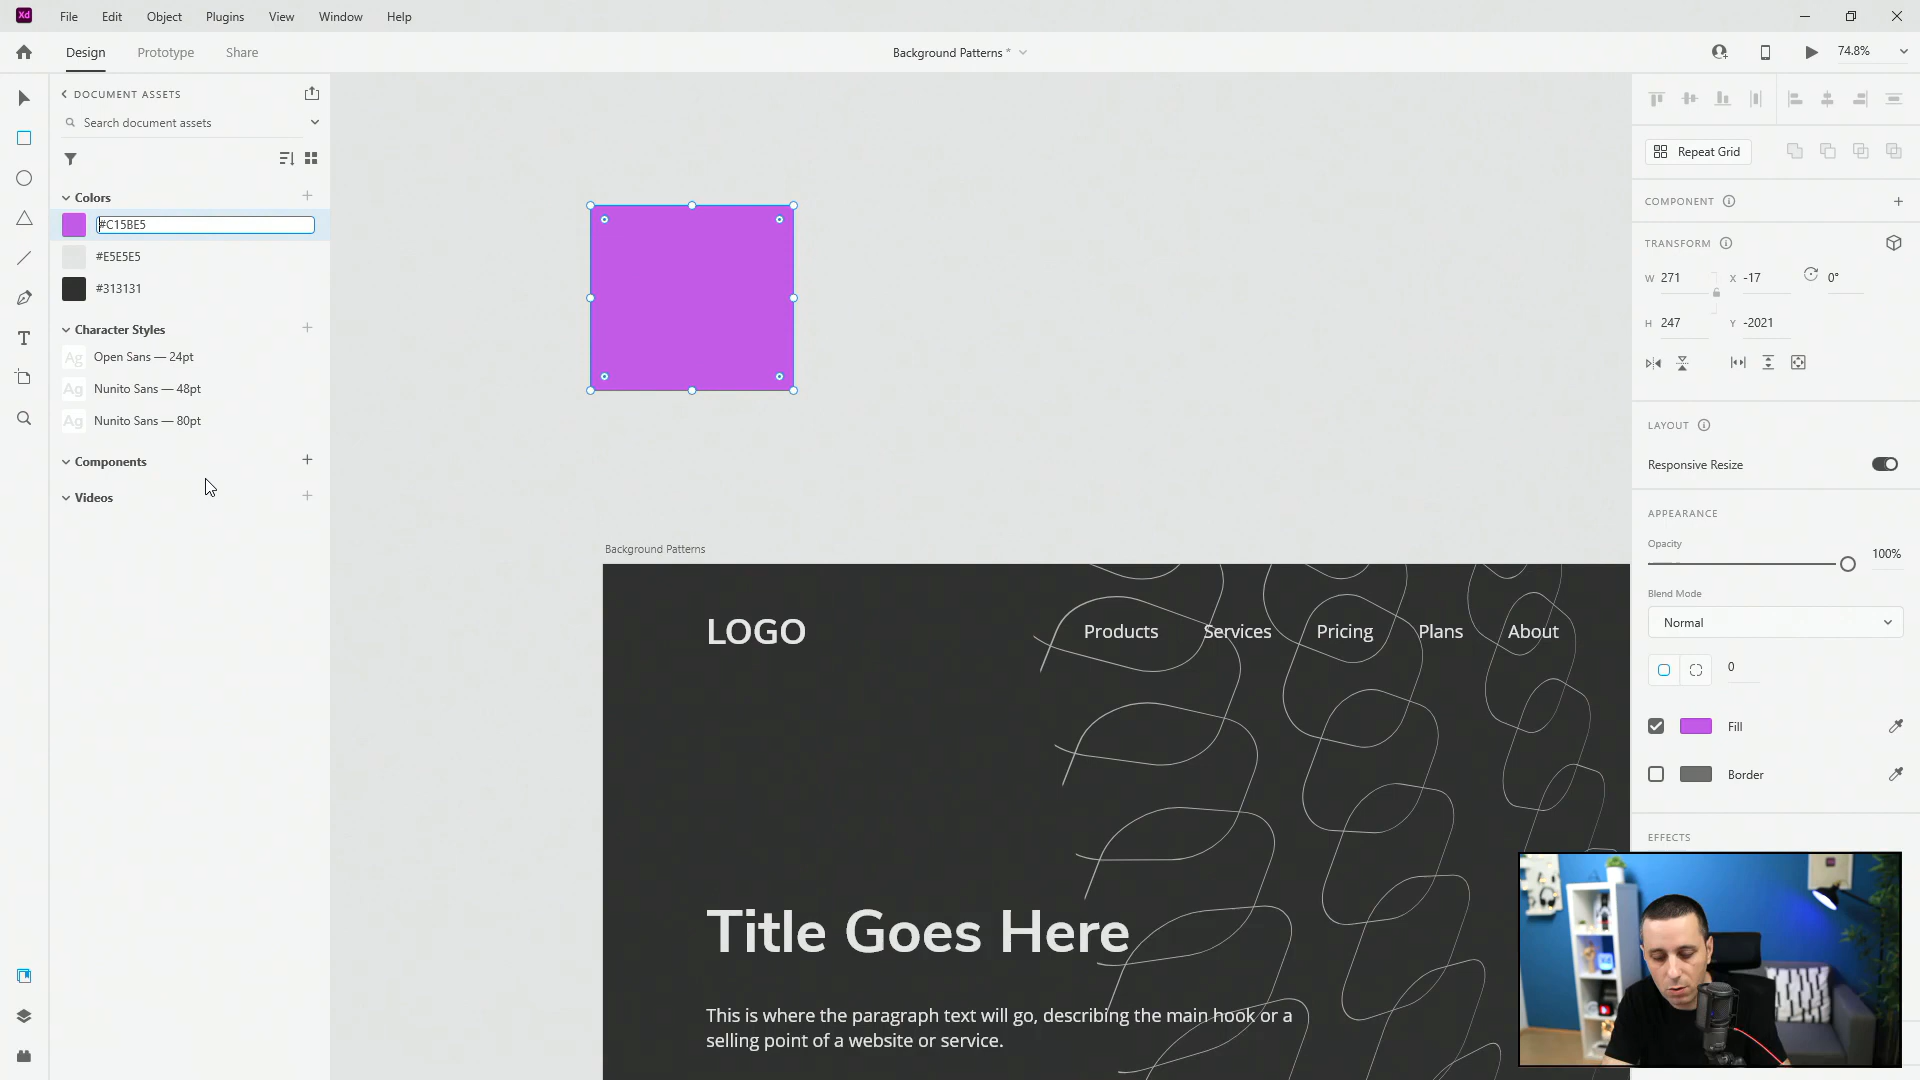 Xd File Edit Object Plugins View Window Help
Design Prototype Share Background Patterns * 74.8%
DOCUMENT ASSETS
Search document assets
Colors
#C15BE5
#E5E5E5
#313131
Character Styles
Ag Open Sans — 24pt
Ag Nunito Sans — 48pt
Ag Nunito Sans — 80pt
Components
Videos
Background Patterns
LOGO Products Services Pricing Plans About
Title Goes Here
This is where the paragraph text will go, describing the main hook or a
selling point of a website or service.
Repeat Grid
COMPONENT
TRANSFORM
W 271 X -17 0°
H 247 Y -2021
LAYOUT
Responsive Resize
APPEARANCE
Opacity
100%
Blend Mode
Normal
0
Fill
Border
EFFECTS